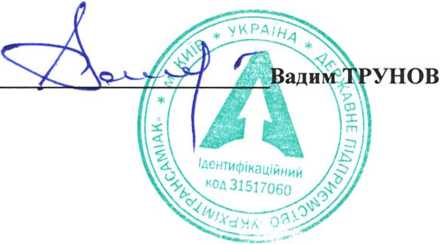 Вадим ТРУНОВ
* УКРАЇНА * ДЕРЖАВНЕ ПІДПРИЄМСТВО "УКРХІМТРАНСАМІАК" * м. КИЇВ
Ідентифікаційний
код 31517060